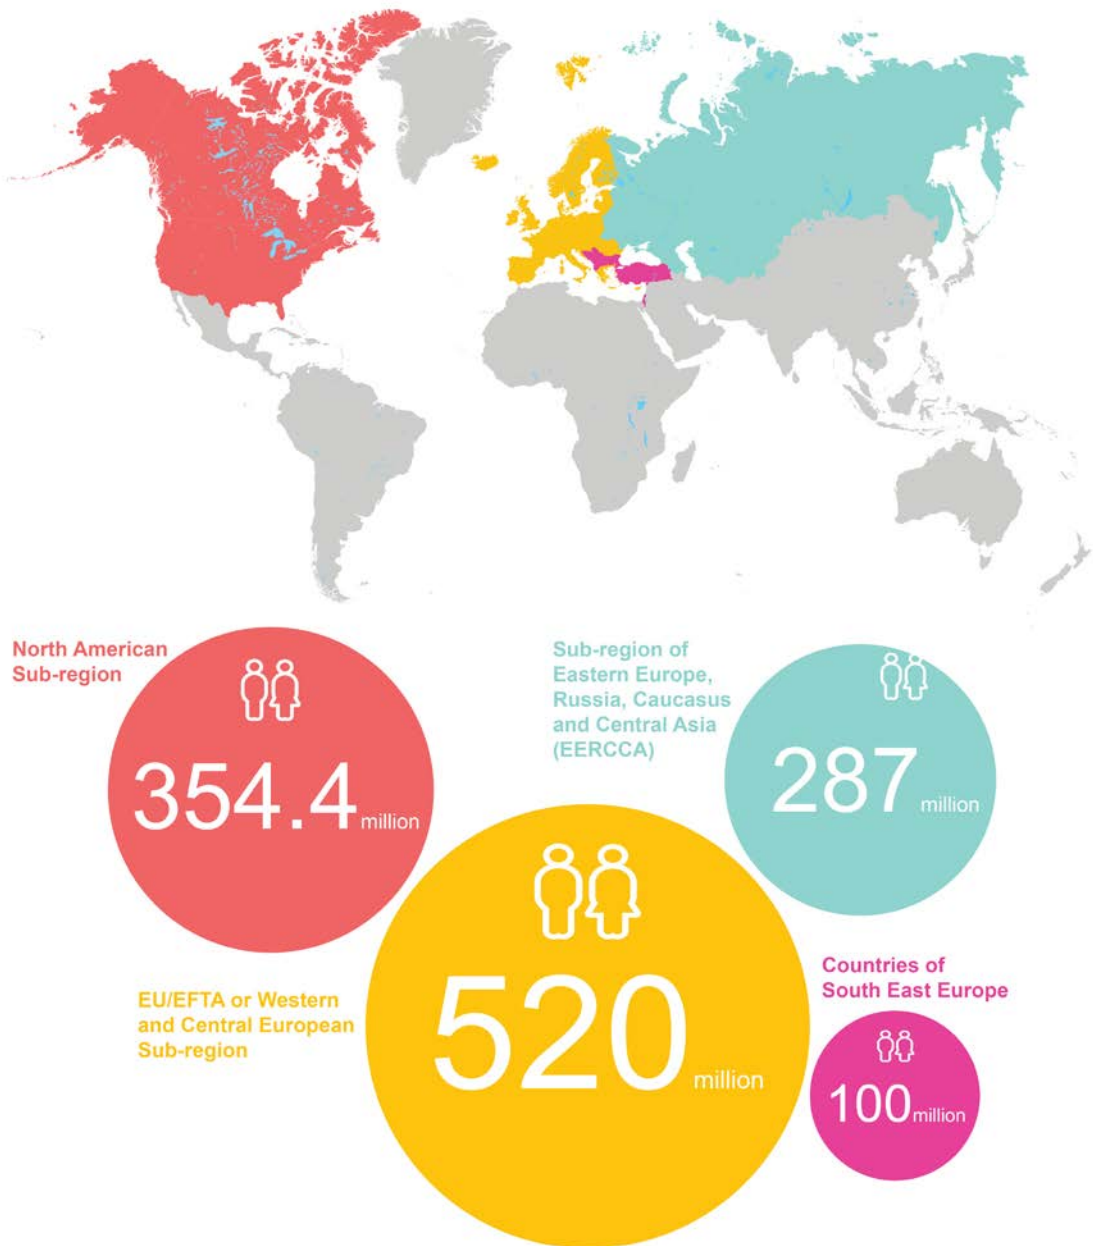 North American
Sub-region
354.4 million
Sub-region of
Eastern Europe,
Russia, Caucasus
and Central Asia
(EERCCA)
287 million
EU/EFTA or Western
and Central European
Sub-region
520 million
Countries of
South East Europe
100 million